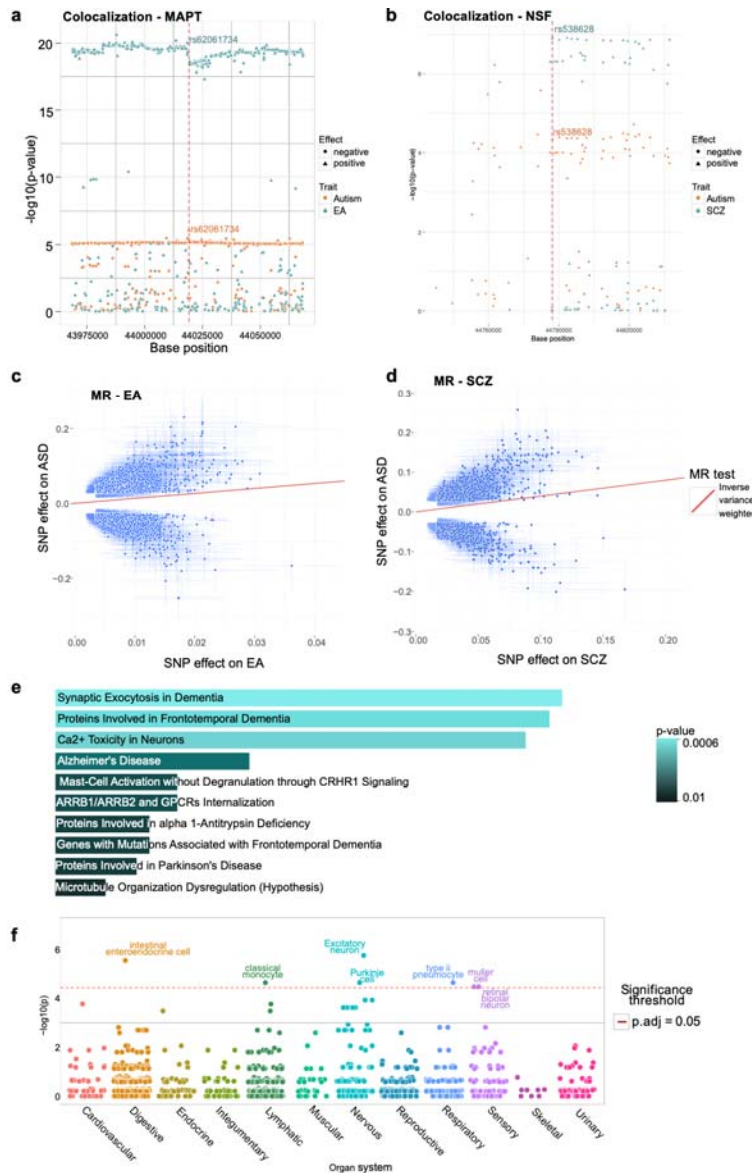 a
Colocalization - MAPT
20
15
10
5
0
-log10(p-value)
rs62061734
rs62061734
43975000
44000000
44025000
44050000
Base position
Effect
negative
positive
Trait
Autism
EA
b
Colocalization - NSF
rs538628
rs538628
-log10(p-value)
4
0
44760000
44790000
44820000
Base position
Effect
negative
positive
Trait
Autism
SCZ
c
MR - EA
0.2
0.0
-0.2
SNP effect on ASD
0.00
0.01
0.02
0.03
0.04
SNP effect on EA
d
MR - SCZ
0.3
0.2
0.1
0.0
-0.1
-0.2
-0.3
SNP effect on ASD
0.00
0.05
0.10
0.15
0.20
SNP effect on SCZ
MR test
Inverse
variance
weighted
e
Synaptic Exocytosis in Dementia
Proteins Involved in Frontotemporal Dementia
Ca2+ Toxicity in Neurons
Alzheimer's Disease
Mast-Cell Activation without Degranulation through CRHR1 Signaling
ARRB1/ARRB2 and GPCRs Internalization
Proteins Involved in alpha 1-Antitrypsin Deficiency
Genes with Mutations Associated with Frontotemporal Dementia
Proteins Involved in Parkinson's Disease
Microtubule Organization Dysregulation (Hypothesis)
p-value
0.0006
0.01
f
6
4
2
0
-log10(p)
intestinal
enteroendocrine cell
classical
monocyte
Excitatory
neuron
Purkinje
cell
type ii
pneumocyte
muller
cell
retinal
bipolar
neuron
Cardiovascular
Digestive
Endocrine
Integumentary
Lymphatic
Muscular
Nervous
Reproductive
Respiratory
Sensory
Skeletal
Urinary
Organ system
Significance
threshold
p.adj = 0.05